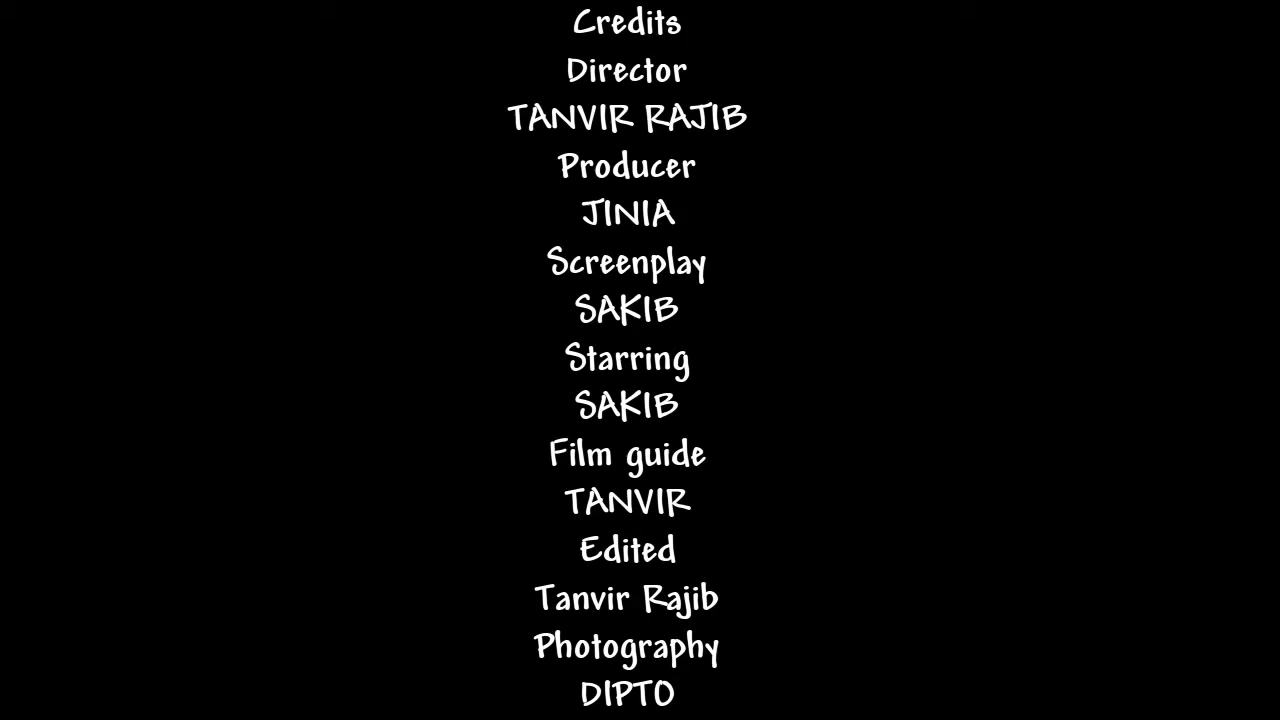 Credits
Director
TANVIR RAJIB
Producer
JINIA
Screenplay
SAKIB
Starring
SAKIB
Film guide
TANVIR
Edited
Tanvir Rajib
Photography
DIPTO